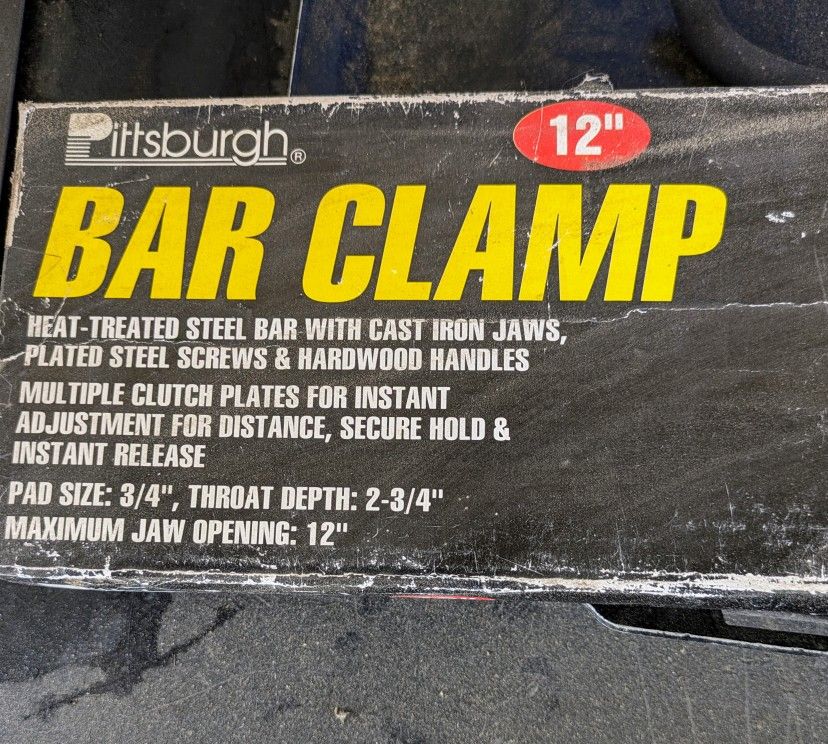 Pittsburgh®
12"
BAR CLAMP
HEAT-TREATED STEEL BAR WITH CAST IRON JAWS,
PLATED STEEL SCREWS & HARDWOOD HANDLES
MULTIPLE CLUTCH PLATES FOR INSTANT
ADJUSTMENT FOR DISTANCE, SECURE HOLD &
INSTANT RELEASE
PAD SIZE: 3/4", THROAT DEPTH: 2-3/4"
MAXIMUM JAW OPENING: 12"